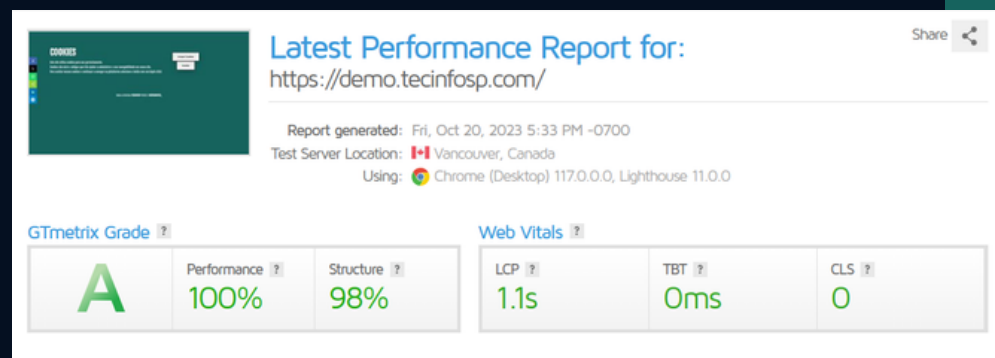 COOKIES
Latest Performance Report for:
Share
https://demo.tecinfosp.com/
Report generated: Fri, Oct 20, 2023 5:33 PM -0700
Test Server Location: Vancouver, Canada
Using: Chrome (Desktop) 117.0.0.0, Lighthouse 11.0.0
GTmetrix Grade ?
Web Vitals ?
A
Performance ?
100%
Structure ?
98%
LCP ?
1.1s
TBT ?
0ms
CLS ?
0